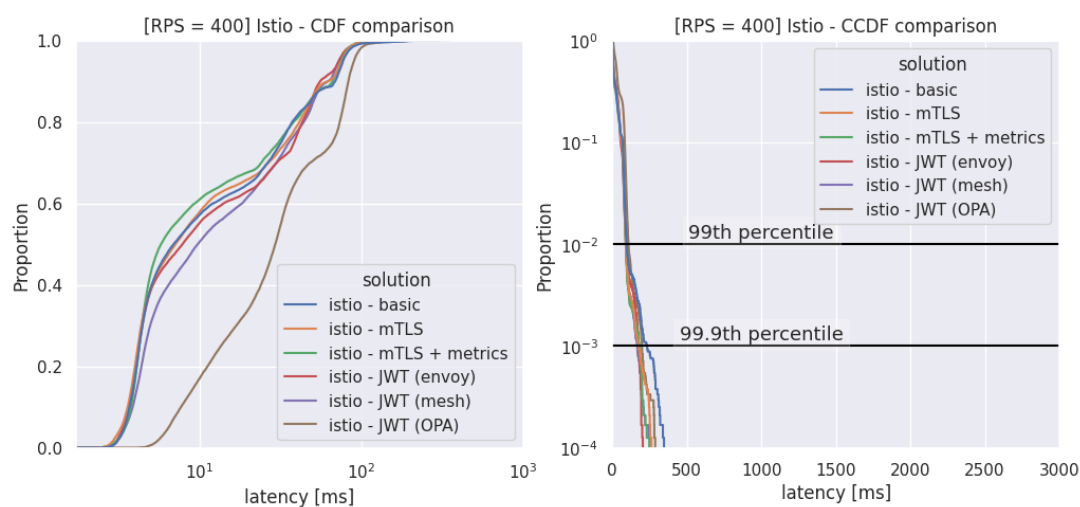 [RPS = 400] Istio - CDF comparison
1.0
0.8
0.6
0.4
0.2
0.0
Proportion
10¹
10²
10³
latency [ms]
solution
istio - basic
istio - mTLS
istio - mTLS + metrics
istio - JWT (envoy)
istio - JWT (mesh)
istio - JWT (OPA)
[RPS = 400] Istio - CCDF comparison
10⁰
10⁻¹
10⁻²
10⁻³
10⁻⁴
Proportion
solution
istio - basic
istio - mTLS
istio - mTLS + metrics
istio - JWT (envoy)
istio - JWT (mesh)
istio - JWT (OPA)
99th percentile
99.9th percentile
0
500
1000
1500
2000
2500
3000
latency [ms]